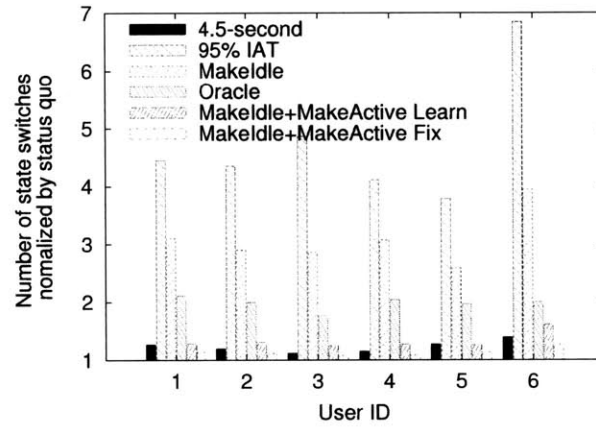 Number of state switches
nomalized by status quo
7
6
5
4
3
2
1
4.5-second
95% IAT
MakeIdle
Oracle
MakeIdle+MakeActive Learn
MakeIdle+MakeActive Fix
1 2 3 4 5 6
User ID